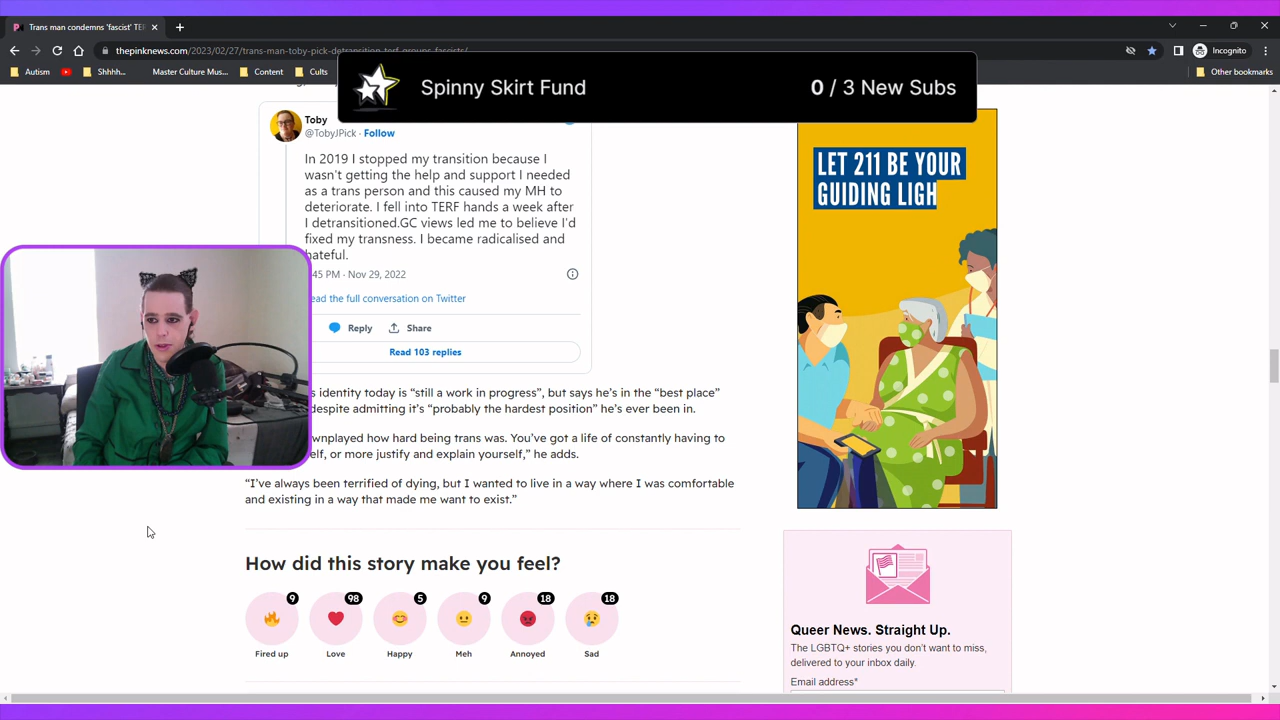 Trans man condemns 'fascist' TE
thepinknews.com/2023/02/27/trans-man-toby-pick-detransition-terf-groups-fascists/
Incognito
Autism
Shhhh...
Master Culture Mus...
Content
Cults
Other bookmarks
Spinny Skirt Fund
0 / 3 New Subs
Toby
@TobyJPick · Follow
In 2019 I stopped my transition because I
wasn't getting the help and support I needed
as a trans person and this caused my MH to
deteriorate. I fell into TERF hands a week after
I detransitioned.GC views led me to believe I'd
fixed my transness. I became radicalised and
hateful.
45 PM · Nov 29, 2022
ead the full conversation on Twitter
Reply
Share
Read 103 replies
s identity today is “still a work in progress”, but says he’s in the “best place”
despite admitting it’s “probably the hardest position” he’s ever been in.
wnplayed how hard being trans was. You’ve got a life of constantly having to
elf, or more justify and explain yourself,” he adds.
“I’ve always been terrified of dying, but I wanted to live in a way where I was comfortable
and existing in a way that made me want to exist.”
How did this story make you feel?
9
98
5
9
18
18
Fired up
Love
Happy
Meh
Annoyed
Sad
LET 211 BE YOUR
GUIDING LIGH
Queer News. Straight Up.
The LGBTQ+ stories you don’t want to miss,
delivered to your inbox daily.
Email address*